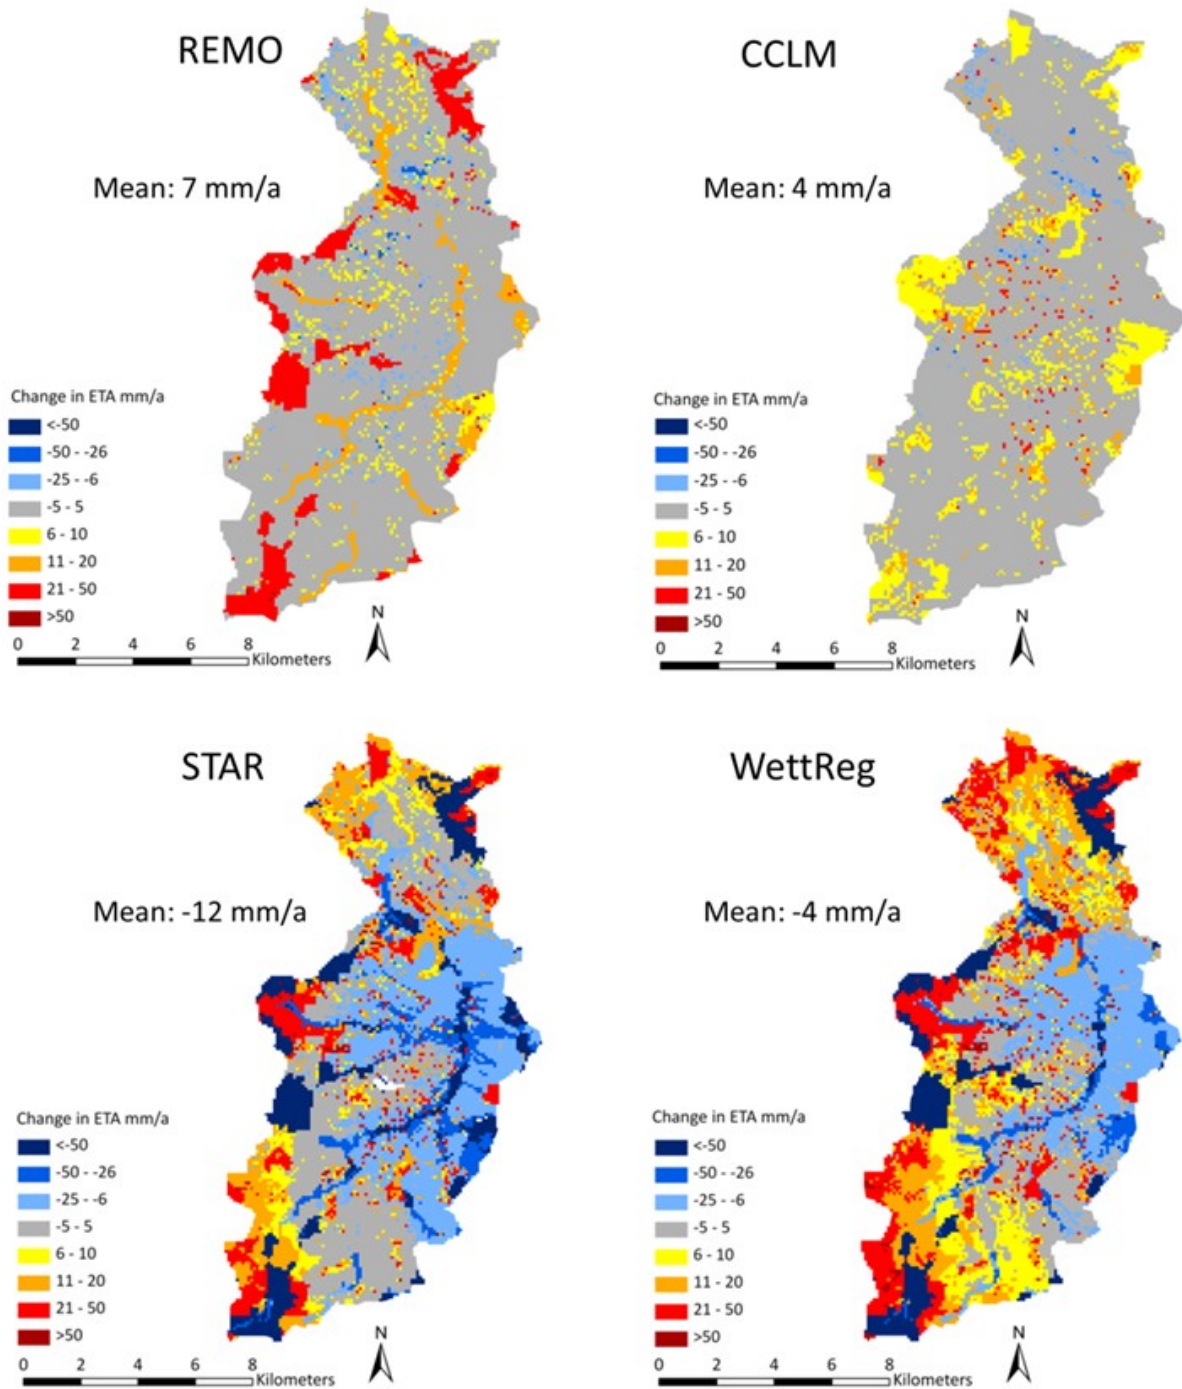 REMO
Mean: 7 mm/a
Change in ETA mm/a
<-50
-50 - -26
-25 - -6
-5 - 5
6 - 10
11 - 20
21 - 50
>50
0 2 4 6 8
Kilometers
N
CCLM
Mean: 4 mm/a
Change in ETA mm/a
<-50
-50 - -26
-25 - -6
-5 - 5
6 - 10
11 - 20
21 - 50
>50
0 2 4 6 8
Kilometers
N
STAR
Mean: -12 mm/a
Change in ETA mm/a
<-50
-50 - -26
-25 - -6
-5 - 5
6 - 10
11 - 20
21 - 50
>50
0 2 4 6 8
Kilometers
N
WettReg
Mean: -4 mm/a
Change in ETA mm/a
<-50
-50 - -26
-25 - -6
-5 - 5
6 - 10
11 - 20
21 - 50
>50
0 2 4 6 8
Kilometers
N